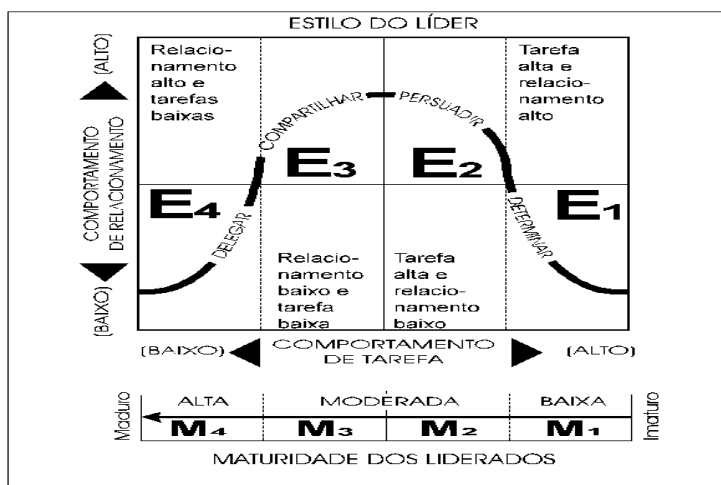 ESTILO DO LÍDER
(ALTO)
COMPORTAMENTO
DE RELACIONAMENTO
(BAIXO)
Relacio-
namento
alto e
tarefas
baixas
Tarefa
alta e
relacio-
namento
alto
COMPARTILHAR
PERSUADIR
E3
E2
E4
E1
DELEGAR
DETERMINAR
Relacio-
namento
baixo e
tarefa
baixa
Tarefa
alta e
relacio-
namento
baixo
(BAIXO)
COMPORTAMENTO
DE TAREFA
(ALTO)
Maduro
ALTA
MODERADA
BAIXA
Imaturo
M4
M3
M2
M1
MATURIDADE DOS LIDERADOS